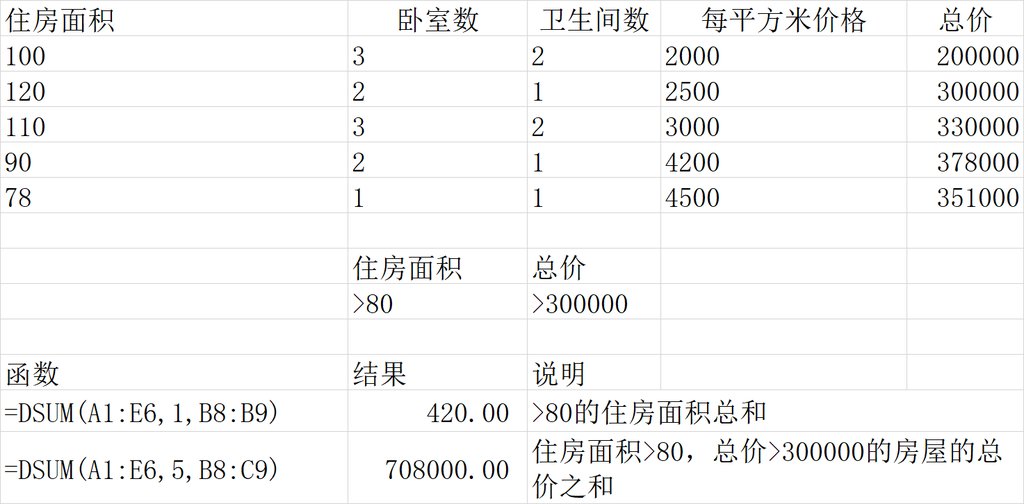 住房面积 卧室数 卫生间数 每平方米价格 总价
100 3 2 2000 200000
120 2 1 2500 300000
110 3 2 3000 330000
90 2 1 4200 378000
78 1 1 4500 351000
住房面积 总价
>80 >300000
函数 结果 说明
=DSUM(A1:E6,1,B8:B9) 420.00 >80的住房面积总和
=DSUM(A1:E6,5,B8:C9) 708000.00 住房面积>80，总价>300000的房屋的总
价之和